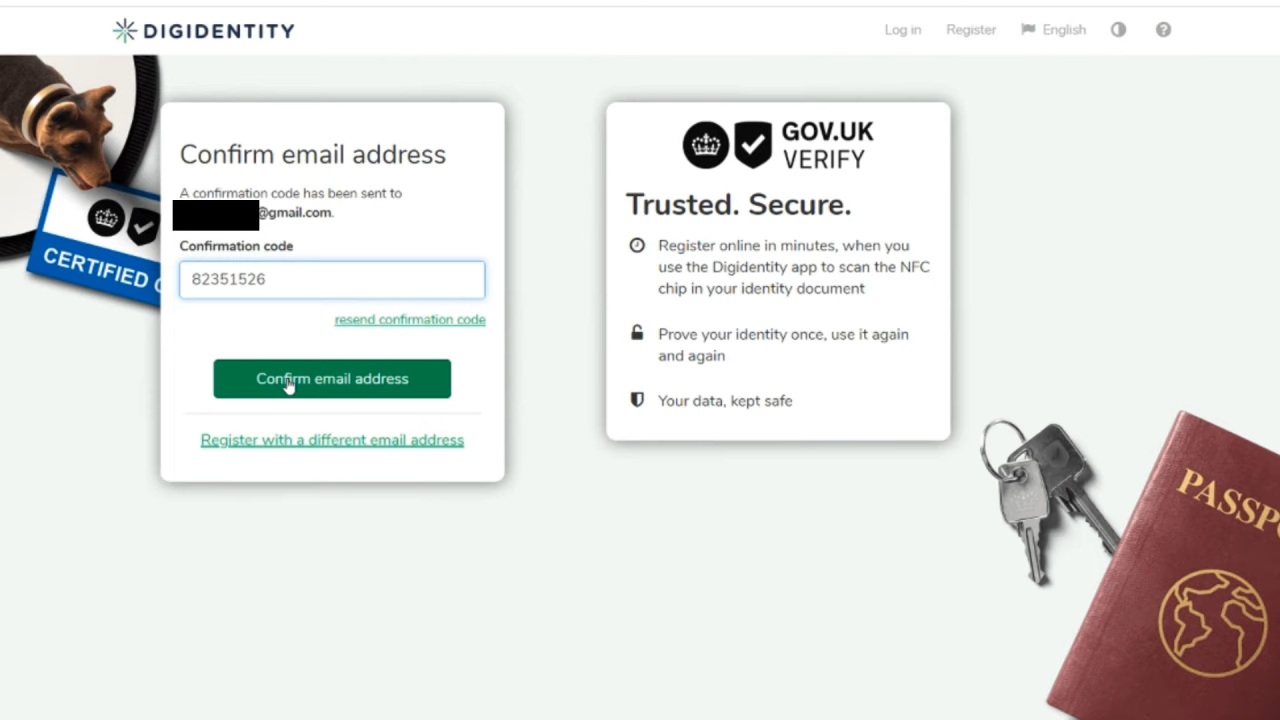 DIGIDENTITY
Log in
Register
English
CERTIFIED
Confirm email address
A confirmation code has been sent to
@gmail.com.
Confirmation code
82351526
resend confirmation code
Confirm email address
Register with a different email address
GOV.UK
VERIFY
Trusted. Secure.
Register online in minutes, when you
use the Digidentity app to scan the NFC
chip in your identity document
Prove your identity once, use it again
and again
Your data, kept safe